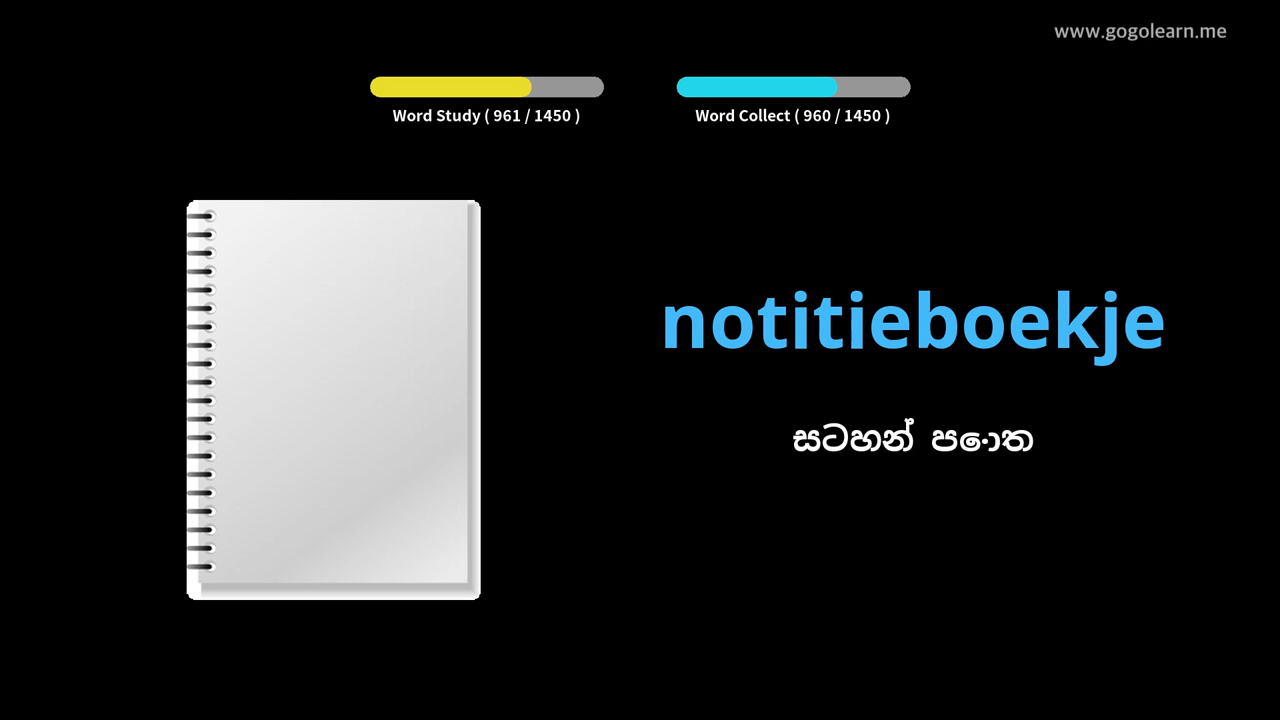 www.gogolearn.me
Word Study ( 961 / 1450 )
Word Collect ( 960 / 1450 )
notitieboekje
සටහන් පොත